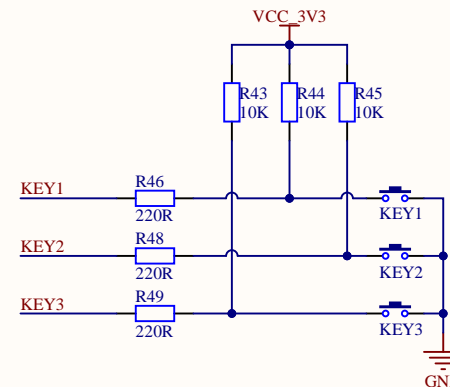 VCC_3V3
R43 R44 R45
10K 10K 10K
KEY1 R46
220R KEY1
KEY2 R48
220R KEY2
KEY3 R49
220R KEY3
GN